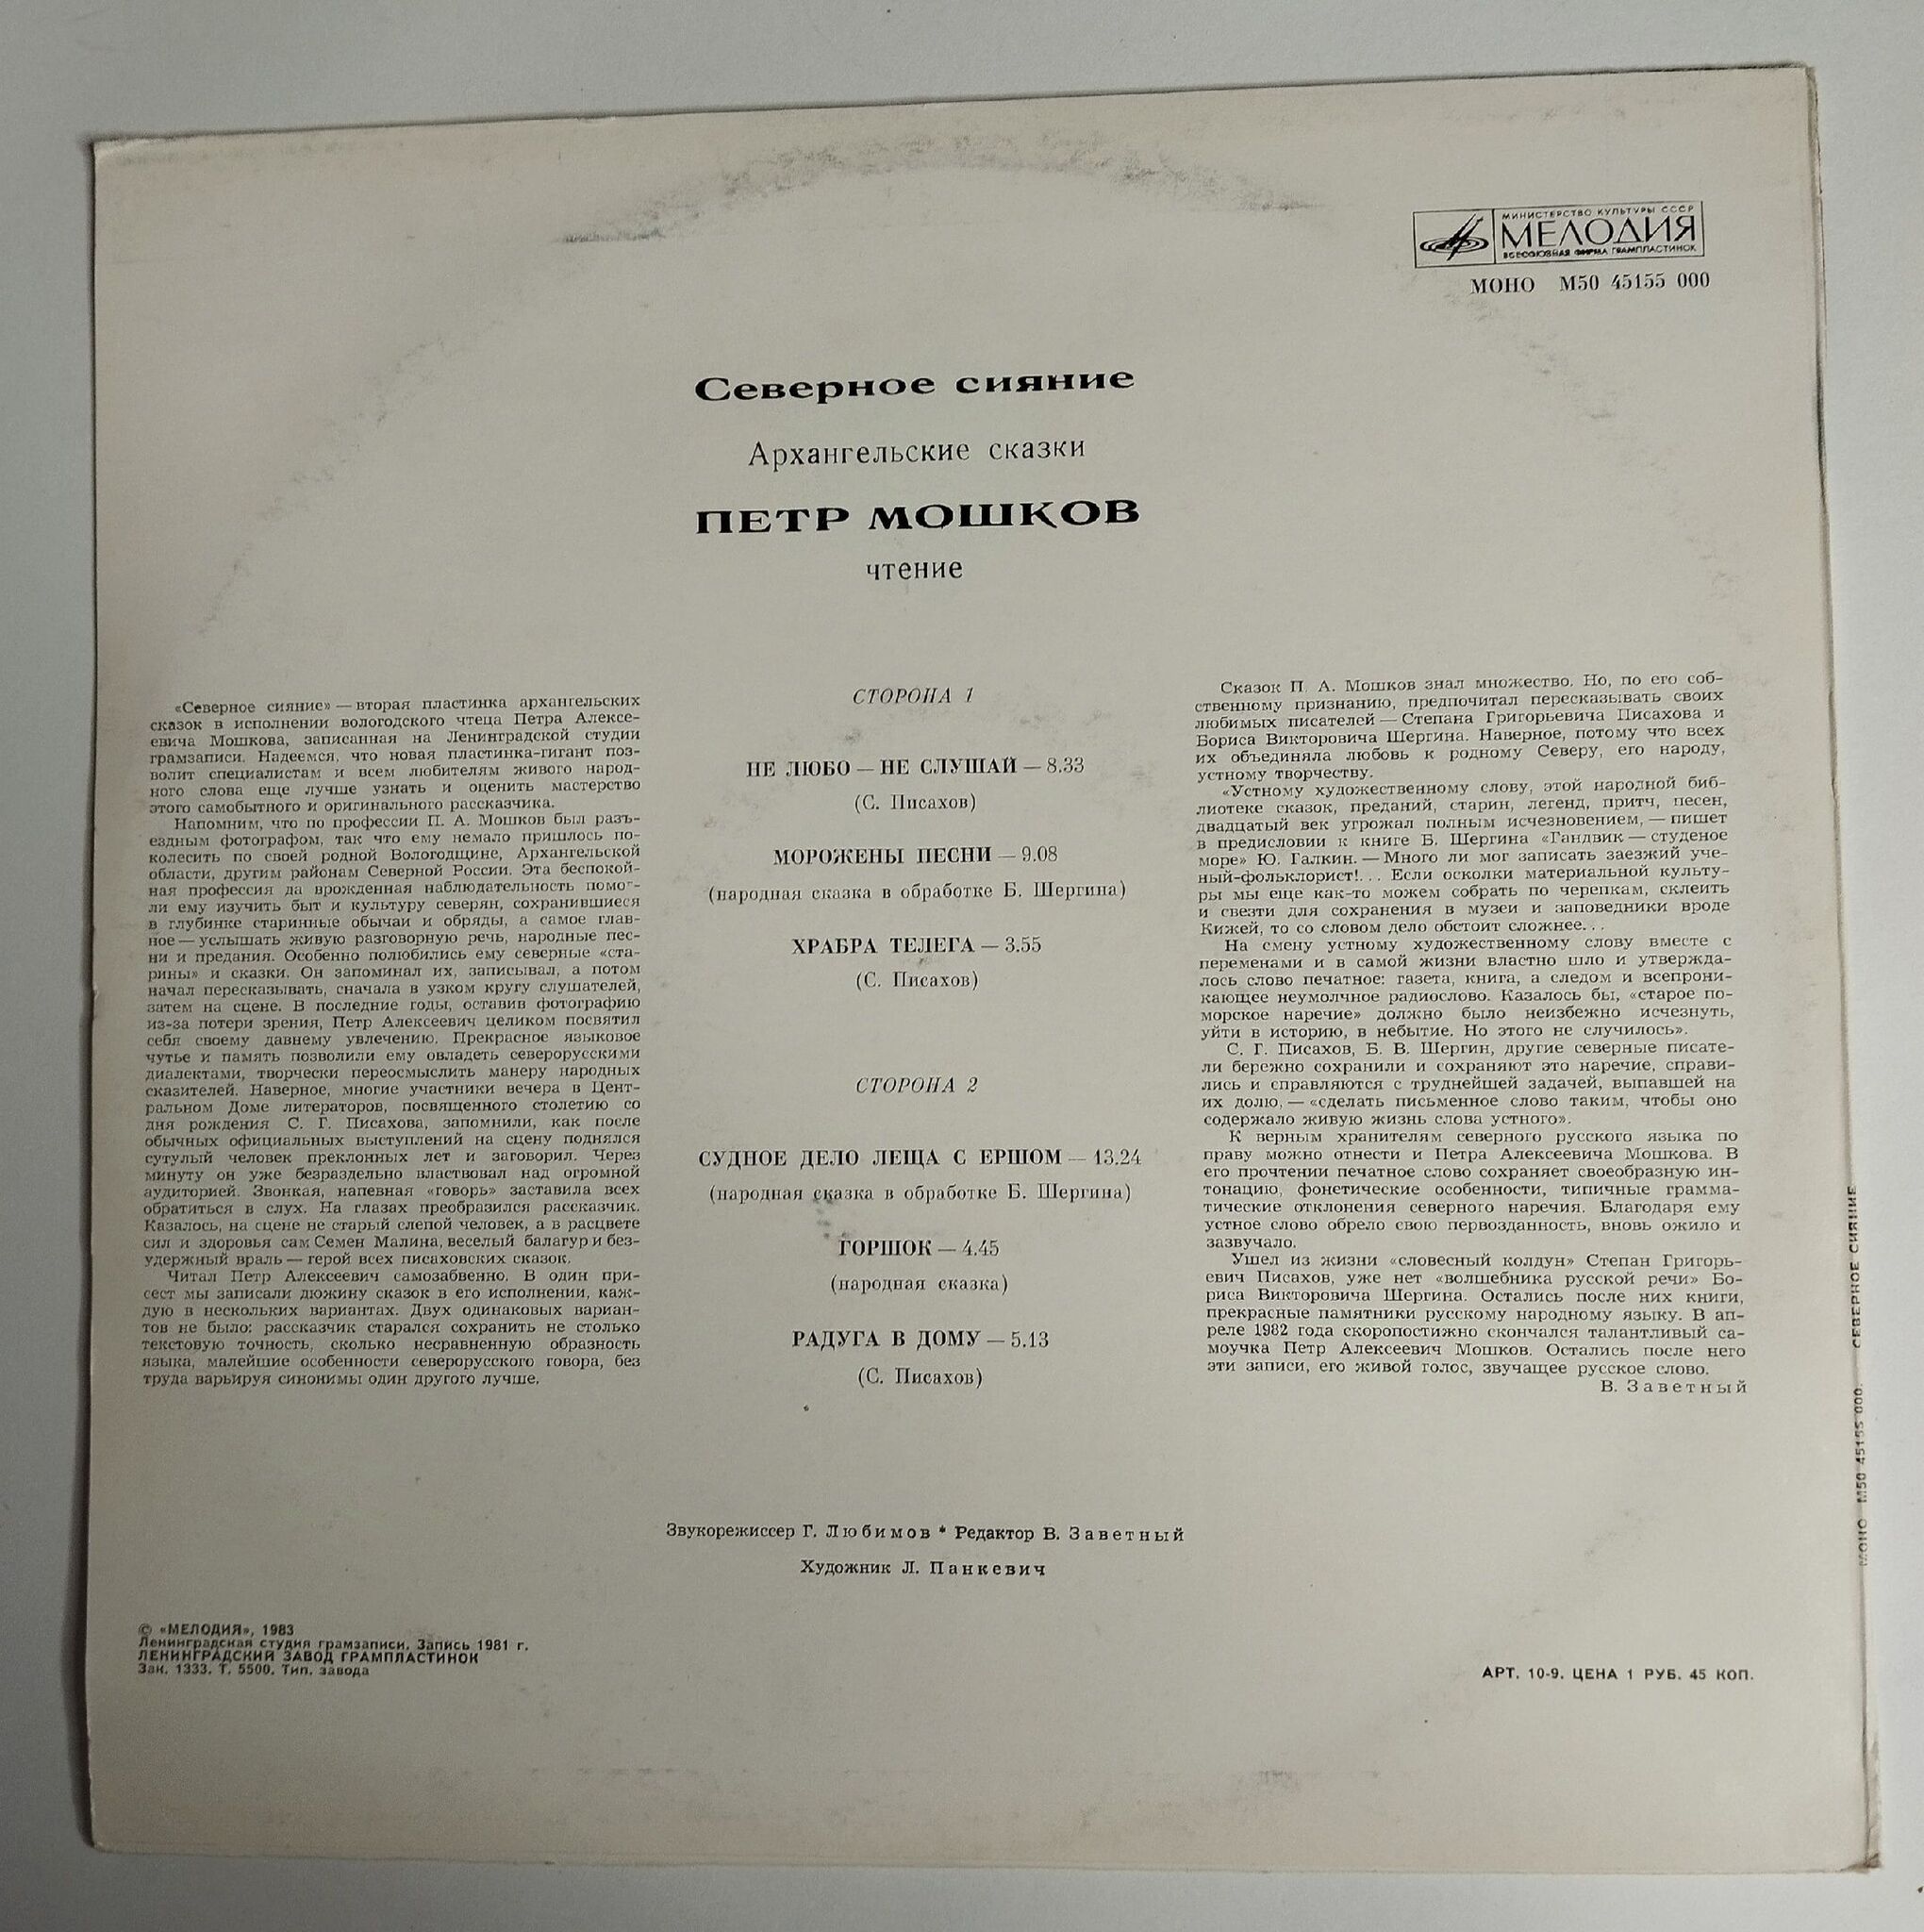 МИНИСТЕРСТВО КУЛЬТУРЫ СССР
МЕЛОДИЯ
ВСЕСОЮЗНАЯ ФИРМА ГРАМПЛАСТИНОК
МОНО М50 45155 000
Северное сияние
Архангельские сказки
ПЕТР МОШКОВ
чтение
«Северное сияние» — вторая пластинка архангельских
сказок в исполнении вологодского чтеца Петра Алексе-
евича Мошкова, записанная на Ленинградской студии
грамзаписи. Надеемся, что новая пластинка-гигант поз-
волит специалистам и всем любителям живого народ-
ного слова еще лучше узнать и оценить мастерство
этого самобытного и оригинального рассказчика.
Напомним, что по профессии П. А. Мошков был разъ-
ездным фотографом, так что ему немало пришлось по-
колесить по своей родной Вологодщине, Архангельской
области, другим районам Северной России. Эта беспокой-
ная профессия да врожденная наблюдательность помог-
ли ему изучить быт и культуру северян, сохранившиеся
в глубинке старинные обычаи и обряды, а самое глав-
ное — услышать живую разговорную речь, народные пес-
ни и предания. Особенно полюбились ему северные «ста-
рины» и сказки. Он запоминал их, записывал, а потом
начал пересказывать, сначала в узком кругу слушателей,
затем на сцене. В последние годы, оставив фотографию
из-за потери зрения, Петр Алексеевич целиком посвятил
себя своему давнему увлечению. Прекрасное языковое
чутье и память позволили ему овладеть северорусскими
диалектами, творчески переосмыслить манеру народных
сказителей. Наверное, многие участники вечера в Цент-
ральном Доме литераторов, посвященного столетию со
дня рождения С. Г. Писахова, запомнили, как после
обычных официальных выступлений на сцену поднялся
сутулый человек преклонных лет и заговорил. Через
минуту он уже безраздельно властвовал над огромной
аудиторией. Звонкая, напевная «говорь» заставила всех
обратиться в слух. На глазах преобразился рассказчик.
Казалось, на сцене не старый слепой человек, а в расцвете
сил и здоровья сам Семен Малина, веселый балагур и без-
удержный враль — герой всех писаховских сказок.
Читал Петр Алексеевич самозабвенно. В один при-
сест мы записали дюжину сказок в его исполнении, каж-
дую в нескольких вариантах. Двух одинаковых вариан-
тов не было: рассказчик старался сохранить не столько
текстовую точность, сколько несравненную образность
языка, малейшие особенности северорусского говора, без
труда варьируя синонимы один другого лучше.
СТОРОНА 1
НЕ ЛЮБО — НЕ СЛУШАЙ — 8.33
(С. Писахов)
МОРОЖЕНЫ ПЕСНИ — 9.08
(народная сказка в обработке Б. Шергина)
ХРАБРА ТЕЛЕГА — 3.55
(С. Писахов)
СТОРОНА 2
СУДНОЕ ДЕЛО ЛЕЩА С ЕРШОМ — 13.24
(народная сказка в обработке Б. Шергина)
ГОРШОК — 4.45
(народная сказка)
РАДУГА В ДОМУ — 5.13
(С. Писахов)
Сказок П. А. Мошков знал множество. Но, по его соб-
ственному признанию, предпочитал пересказывать своих
любимых писателей — Степана Григорьевича Писахова и
Бориса Викторовича Шергина. Наверное, потому что всех
их объединяла любовь к родному Северу, его народу,
устному творчеству.
«Устному художественному слову, этой народной биб-
лиотеке сказок, преданий, старин, легенд, притч, песен,
двадцатый век угрожал полным исчезновением, — пишет
в предисловии к книге Б. Шергина «Гандвик — студеное
море» Ю. Галкин. — Много ли мог записать заезжий уче-
ный-фольклорист!... Если осколки материальной культу-
ры мы еще как-то можем собрать по черепкам, склеить
и свезти для сохранения в музеи и заповедники вроде
Кижей, то со словом дело обстоит сложнее...
На смену устному художественному слову вместе с
переменами и в самой жизни властно шло и утвержда-
лось слово печатное: газета, книга, а следом и всепрони-
кающее неумолчное радиослово. Казалось бы, «старое по-
морское наречие» должно было неизбежно исчезнуть,
уйти в историю, в небытие. Но этого не случилось».
С. Г. Писахов, Б. В. Шергин, другие северные писате-
ли бережно сохранили и сохраняют это наречие, справи-
лись и справляются с труднейшей задачей, выпавшей на
их долю, — «сделать письменное слово таким, чтобы оно
содержало живую жизнь слова устного».
К верным хранителям северного русского языка по
праву можно отнести и Петра Алексеевича Мошкова. В
его прочтении печатное слово сохраняет своеобразную ин-
тонацию, фонетические особенности, типичные грамма-
тические отклонения северного наречия. Благодаря ему
устное слово обрело свою первозданность, вновь ожило и
зазвучало.
Ушел из жизни «словесный колдун» Степан Григорь-
евич Писахов, уже нет «волшебника русской речи» Бо-
риса Викторовича Шергина. Остались после них книги,
прекрасные памятники русскому народному языку. В ап-
реле 1982 года скоропостижно скончался талантливый са-
моучка Петр Алексеевич Мошков. Остались после него
эти записи, его живой голос, звучащее русское слово.
В. Заветный
Звукорежиссер Г. Любимов * Редактор В. Заветный
Художник Л. Панкевич
© «МЕЛОДИЯ», 1983
Ленинградская студия грамзаписи. Запись 1981 г.
ЛЕНИНГРАДСКИЙ ЗАВОД ГРАМПЛАСТИНОК
Зак. 1333. Т. 5500. Тип. завода
АРТ. 10-9. ЦЕНА 1 РУБ. 45 КОП.
МОНО М50 45155 000. СЕВЕРНОЕ СИЯНИЕ